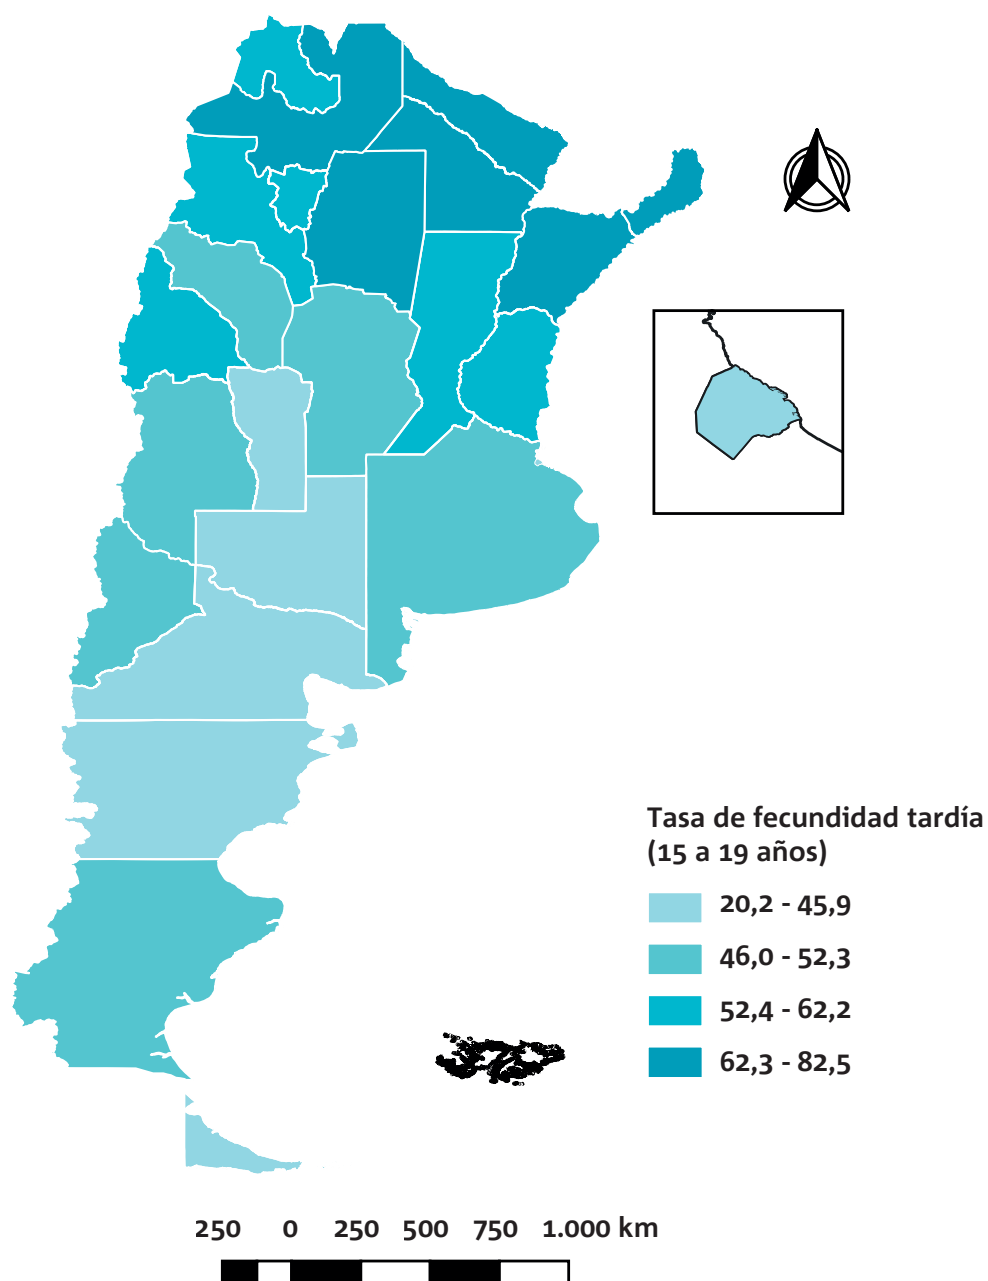 Tasa de fecundidad tardía
(15 a 19 años)
20,2 - 45,9
46,0 - 52,3
52,4 - 62,2
62,3 - 82,5
250 0 250 500 750 1.000 km